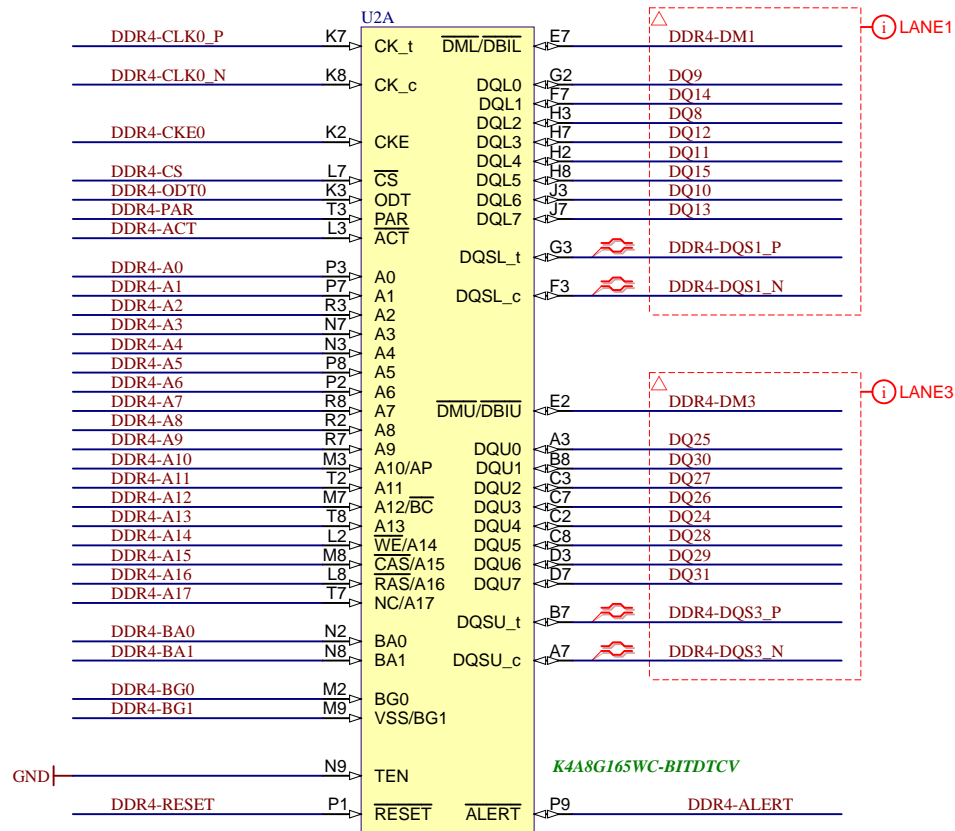 U2A
DDR4-CLK0_P K7 CK_t DML/DBIL E7 DDR4-DM1 LANE1
DDR4-CLK0_N K8 CK_c DQL0 G2 DQ9
DQL1 F7 DQ14
DQL2 H3 DQ8
DDR4-CKE0 K2 CKE DQL3 H7 DQ12
DQL4 H2 DQ11
DDR4-CS L7 CS DQL5 H8 DQ15
DDR4-ODT0 K3 ODT DQL6 J3 DQ10
DDR4-PAR T3 PAR DQL7 J7 DQ13
DDR4-ACT L3 ACT
DQSL_t G3 DDR4-DQS1_P
DDR4-A0 P3 A0
DDR4-A1 P7 A1 DQSL_c F3 DDR4-DQS1_N
DDR4-A2 R3 A2
DDR4-A3 N7 A3
DDR4-A4 N3 A4
DDR4-A5 P8 A5
DDR4-A6 P2 A6
DDR4-A7 R8 A7 DMU/DBIU E2 DDR4-DM3 LANE3
DDR4-A8 R2 A8
DDR4-A9 R7 A9 DQU0 A3 DQ25
DDR4-A10 M3 A10/AP DQU1 B8 DQ30
DDR4-A11 T2 A11 DQU2 C3 DQ27
DDR4-A12 M7 A12/BC DQU3 C7 DQ26
DDR4-A13 T8 A13 DQU4 C2 DQ24
DDR4-A14 L2 WE/A14 DQU5 C8 DQ28
DDR4-A15 M8 CAS/A15 DQU6 D3 DQ29
DDR4-A16 L8 RAS/A16 DQU7 D7 DQ31
DDR4-A17 T7 NC/A17
DQSU_t B7 DDR4-DQS3_P
DDR4-BA0 N2 BA0
DDR4-BA1 N8 BA1 DQSU_c A7 DDR4-DQS3_N
DDR4-BG0 M2 BG0
DDR4-BG1 M9 VSS/BG1
GND N9 TEN K4A8G165WC-BITDTCV
DDR4-RESET P1 RESET ALERT P9 DDR4-ALERT